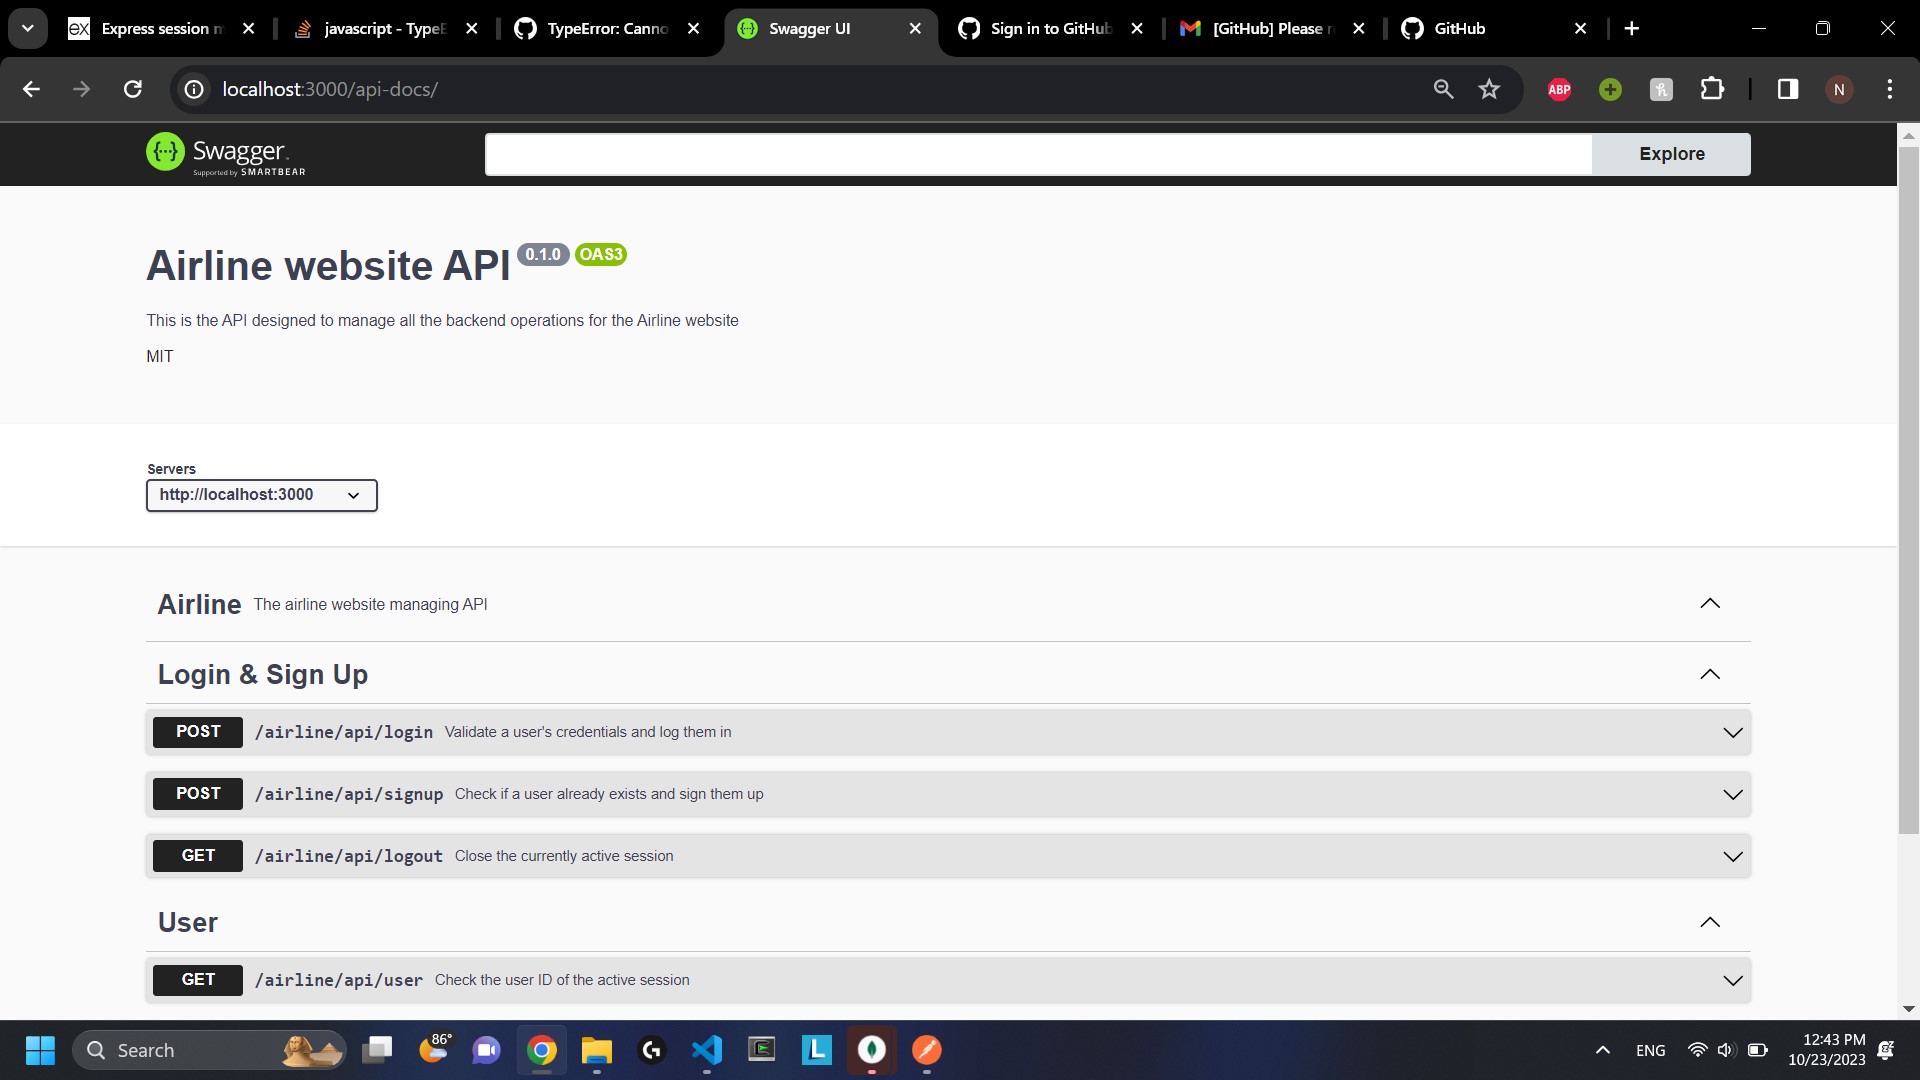 Express session m
javascript - TypeE
TypeError: Canno
Swagger UI
Sign in to GitHub
[GitHub] Please r
GitHub
localhost:3000/api-docs/
ABP
N
Swagger.
Supported by SMARTBEAR
Explore
Airline website API 0.1.0 OAS3
This is the API designed to manage all the backend operations for the Airline website
MIT
Servers
http://localhost:3000
Airline The airline website managing API
Login & Sign Up
POST /airline/api/login Validate a user's credentials and log them in
POST /airline/api/signup Check if a user already exists and sign them up
GET /airline/api/logout Close the currently active session
User
GET /airline/api/user Check the user ID of the active session
Search
86°
ENG
12:43 PM
10/23/2023